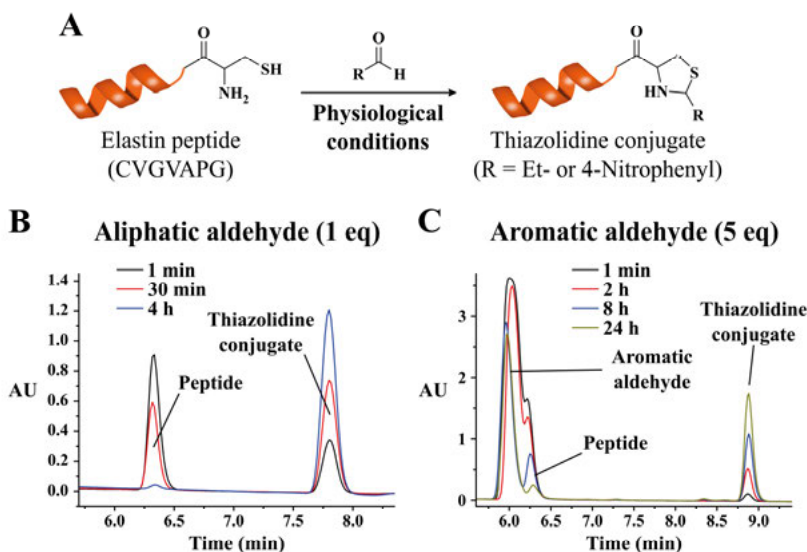 A
O
SH
NH2
O
R H
Physiological
conditions
O
S
HN
R
Elastin peptide
(CVGVAPG)
Thiazolidine conjugate
(R = Et- or 4-Nitrophenyl)
B Aliphatic aldehyde (1 eq)
1 min
30 min
4 h
Thiazolidine
conjugate
Peptide
AU
1.4
1.2
1.0
0.8
0.6
0.4
0.2
0.0
6.0 6.5 7.0 7.5 8.0
Time (min)
C Aromatic aldehyde (5 eq)
1 min
2 h
8 h
24 h
Thiazolidine
conjugate
Aromatic
aldehyde
Peptide
AU
3
2
1
0
6.0 6.5 7.0 7.5 8.0 8.5 9.0
Time (min)